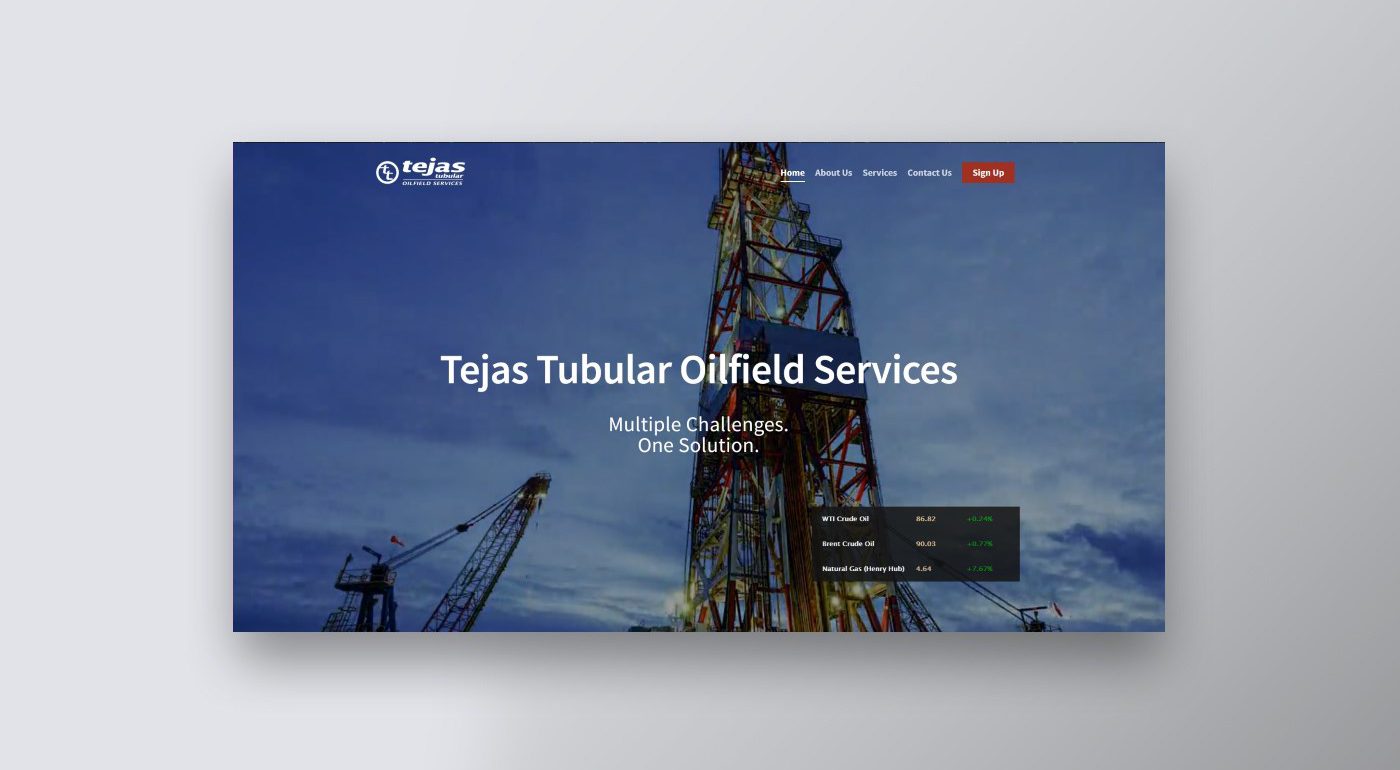 tejas
tubular
OILFIELD SERVICES
Home About Us Services Contact Us Sign Up
Tejas Tubular Oilfield Services
Multiple Challenges.
One Solution.
WTI Crude Oil 86.82 +0.24%
Brent Crude Oil 90.03 +0.77%
Natural Gas (Henry Hub) 4.64 +7.67%